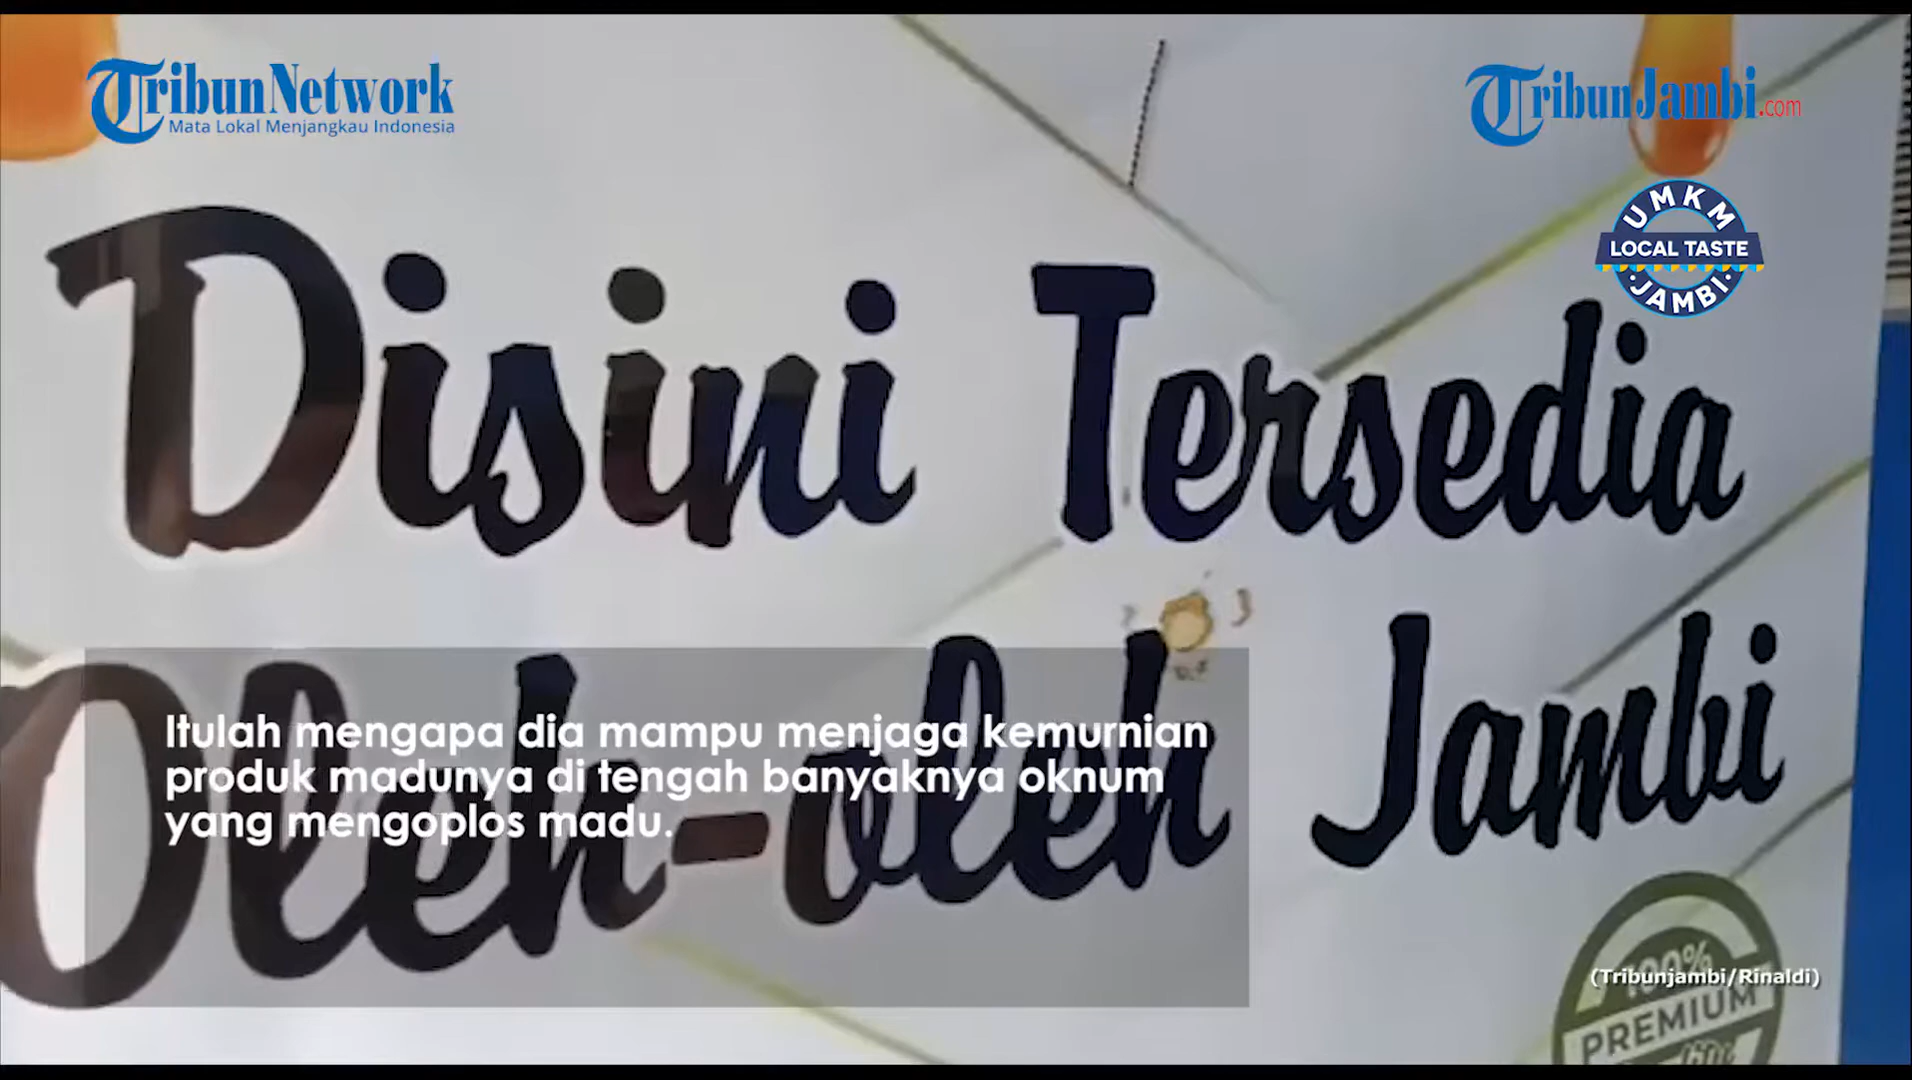 TribunNetwork
Mata Lokal Menjangkau Indonesia
TribunJambi.com
UMKM
LOCAL TASTE
JAMBI
Disini Tersedia
Oleh-oleh Jambi
Itulah mengapa dia mampu menjaga kemurnian
produk madunya di tengah banyaknya oknum
yang mengoplos madu.
(Tribunjambi/Rinaldi)
100%
PREMIUM